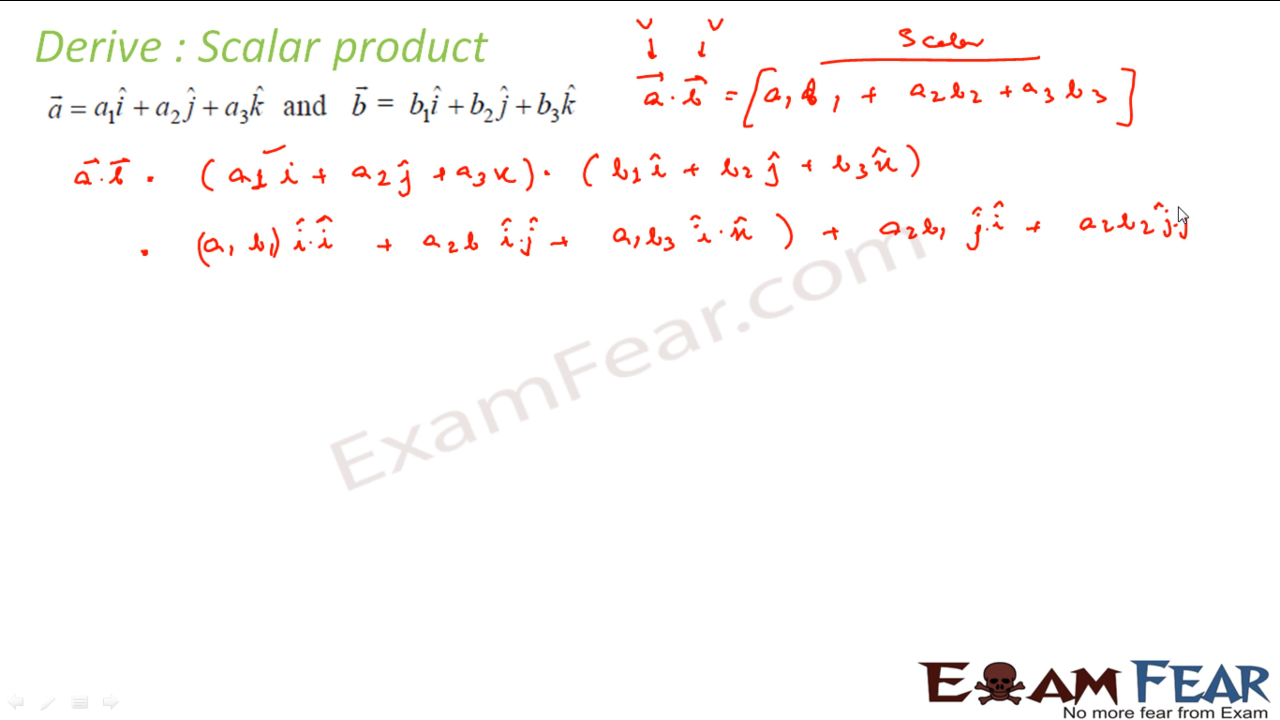 Derive : Scalar product
v v
Scalar
a⃗ = a₁î + a₂ĵ + a₃k̂ and b⃗ = b₁î + b₂ĵ + b₃k̂
a⃗ . b⃗ = [a₁b₁ + a₂b₂ + a₃b₃]
a⃗.b⃗ = (a₁i + a₂ĵ + a₃k) . (b₁î + b₂ĵ + b₃k̂)
= (a₁b₁) î.î + a₂b î.ĵ + a₁b₃ î.k̂ ) + a₂b₁ ĵ.î + a₂b₂ ĵ.j
ExamFear.com
EXAM FEAR
No more fear from Exam